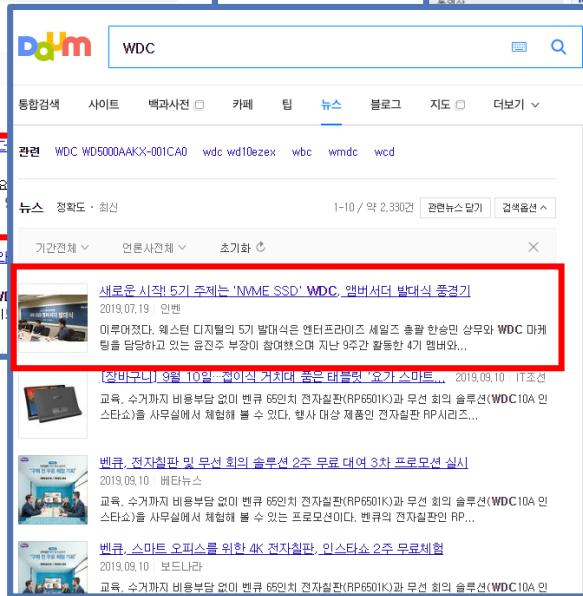 동영상
Daum
WDC
통합검색 사이트 백과사전 카페 팁 뉴스 블로그 지도 더보기
관련 WDC WD5000AAKX-001CA0 wdc wd10ezex wbc wmdc wcd
뉴스 정확도 · 최신 1-10 / 약 2,330건 관련뉴스 닫기 검색옵션
기간전체 언론사전체 초기화
새로운 시작! 5기 주제는 'NVME SSD' WDC, 앰버서더 발대식 풍경기
2019,07,19 | 인벤
이루어졌다. 웨스턴 디지털의 5기 발대식은 엔터프라이즈 세일즈 총괄 한승민 상무와 WDC 마케
팅을 담당하고 있는 윤진주 부장이 참여했으며 지난 9주간 활동한 4기 멤버와...
[장바구니] 9월 10일…접이식 거치대 품은 태블릿 '요가 스마트... 2019,09,10 | IT조선
교육, 수거까지 비용부담 없이 벤큐 65인치 전자칠판(RP6501K)과 무선 회의 솔루션(WDC10A 인
스타쇼)을 사무실에서 체험해 볼 수 있다. 행사 대상 제품인 전자칠판 RP시리즈...
벤큐, 전자칠판 및 무선 회의 솔루션 2주 무료 대여 3차 프로모션 실시
2019,09,10 | 베타뉴스
교육, 수거까지 비용부담 없이 벤큐 65인치 전자칠판(RP6501K)과 무선 회의 솔루션(WDC10A 인
스타쇼)을 사무실에서 체험해 볼 수 있는 프로모션이다. 벤큐의 전자칠판인 RP...
벤큐, 스마트 오피스를 위한 4K 전자칠판, 인스타쇼 2주 무료체험
2019,09,10 | 보드나라
교육, 수거까지 비용부담 없이 벤큐 65인치 전자칠판(RP6501K)과 무선 회의 솔루션(WDC10A 인